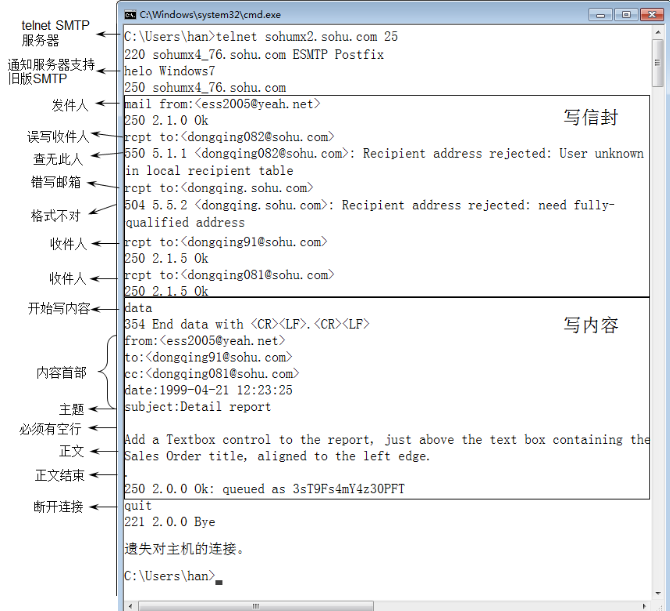 C:\Windows\system32\cmd.exe
telnet SMTP
服务器
C:\Users\han>telnet sohumx2.sohu.com 25
220 sohumx4_76.sohu.com ESMTP Postfix
通知服务器支持
旧版SMTP
helo Windows7
250 sohumx4_76.sohu.com
发件人
mail from:<ess2005@yeah.net>
250 2.1.0 Ok
写信封
误写收件人
rcpt to:<dongqing082@sohu.com>
查无此人
550 5.1.1 <dongqing082@sohu.com>: Recipient address rejected: User unknown
in local recipient table
错写邮箱
rcpt to:<dongqing.sohu.com>
格式不对
504 5.5.2 <dongqing.sohu.com>: Recipient address rejected: need fully-
qualified address
收件人
rcpt to:<dongqing91@sohu.com>
250 2.1.5 Ok
收件人
rcpt to:<dongqing081@sohu.com>
250 2.1.5 Ok
开始写内容
data
354 End data with <CR><LF>.<CR><LF>
写内容
内容首部
from:<ess2005@yeah.net>
to:<dongqing91@sohu.com>
cc:<dongqing081@sohu.com>
date:1999-04-21 12:23:25
主题
subject:Detail report
必须有空行
正文
Add a Textbox control to the report, just above the text box containing the
Sales Order title, aligned to the left edge.
正文结束
.
250 2.0.0 Ok: queued as 3sT9Fs4mY4z30PFT
断开连接
quit
221 2.0.0 Bye
遗失对主机的连接。
C:\Users\han>_